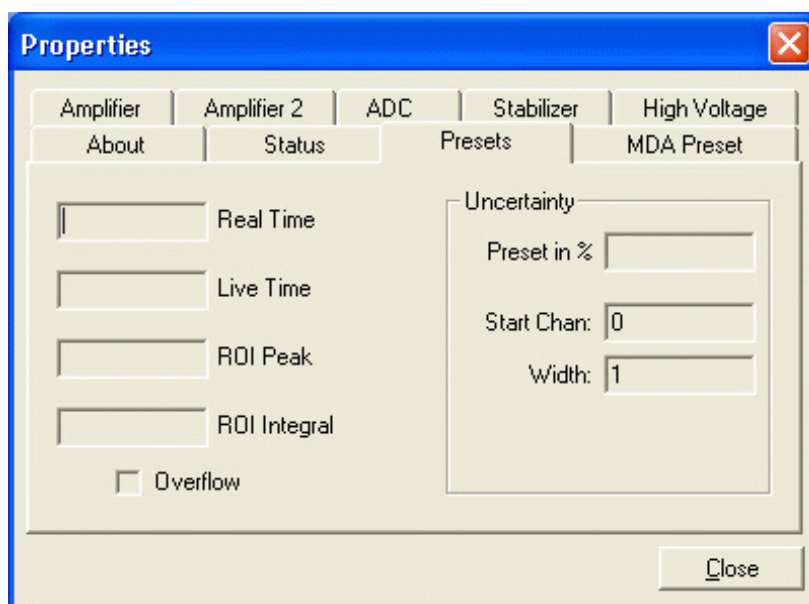 Properties
Amplifier Amplifier 2 ADC Stabilizer High Voltage
About Status Presets MDA Preset
Real Time
Live Time
ROI Peak
ROI Integral
Overflow
Uncertainty
Preset in %
Start Chan: 0
Width: 1
Close